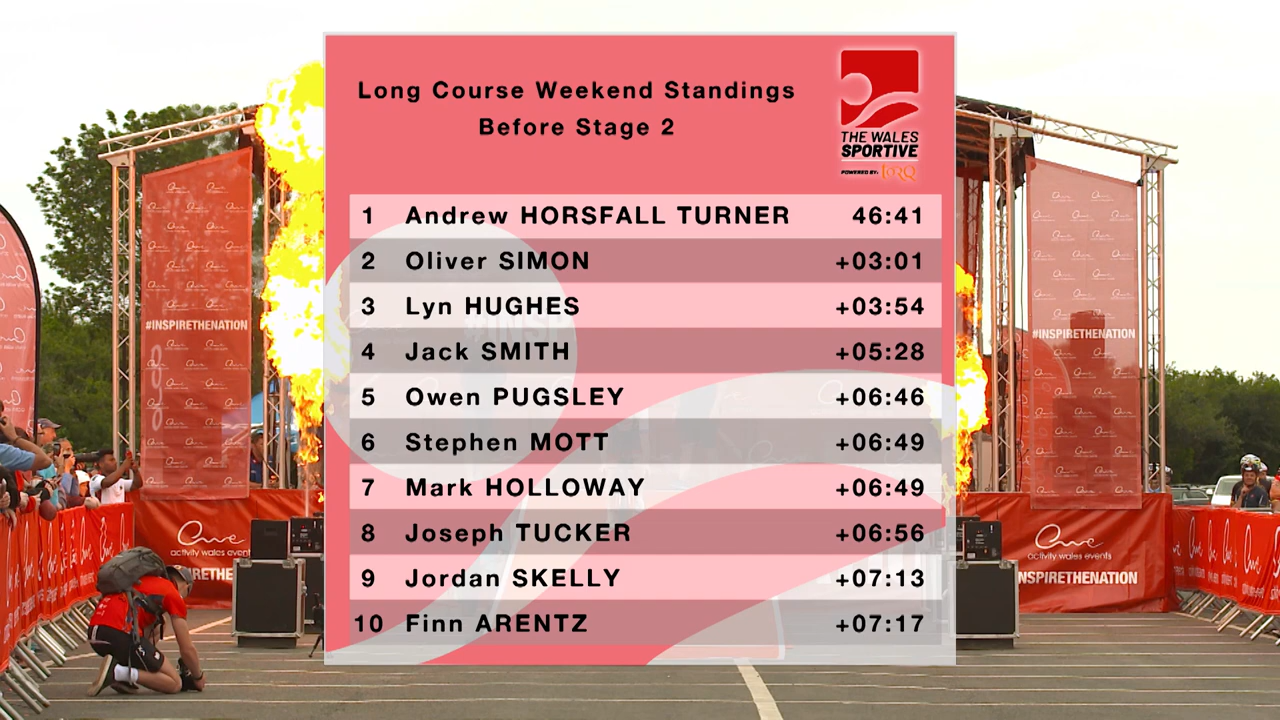 Long Course Weekend Standings
Before Stage 2
THE WALES
SPORTIVE
POWERED BY: TORQ
1 Andrew HORSFALL TURNER 46:41
2 Oliver SIMON +03:01
3 Lyn HUGHES +03:54
4 Jack SMITH +05:28
5 Owen PUGSLEY +06:46
6 Stephen MOTT +06:49
7 Mark HOLLOWAY +06:49
8 Joseph TUCKER +06:56
9 Jordan SKELLY +07:13
10 Finn ARENTZ +07:17
#INSPIRETHENATION
#INSPIRETHENATION
activity wales event
activity wales events
NSPIRETHENATION